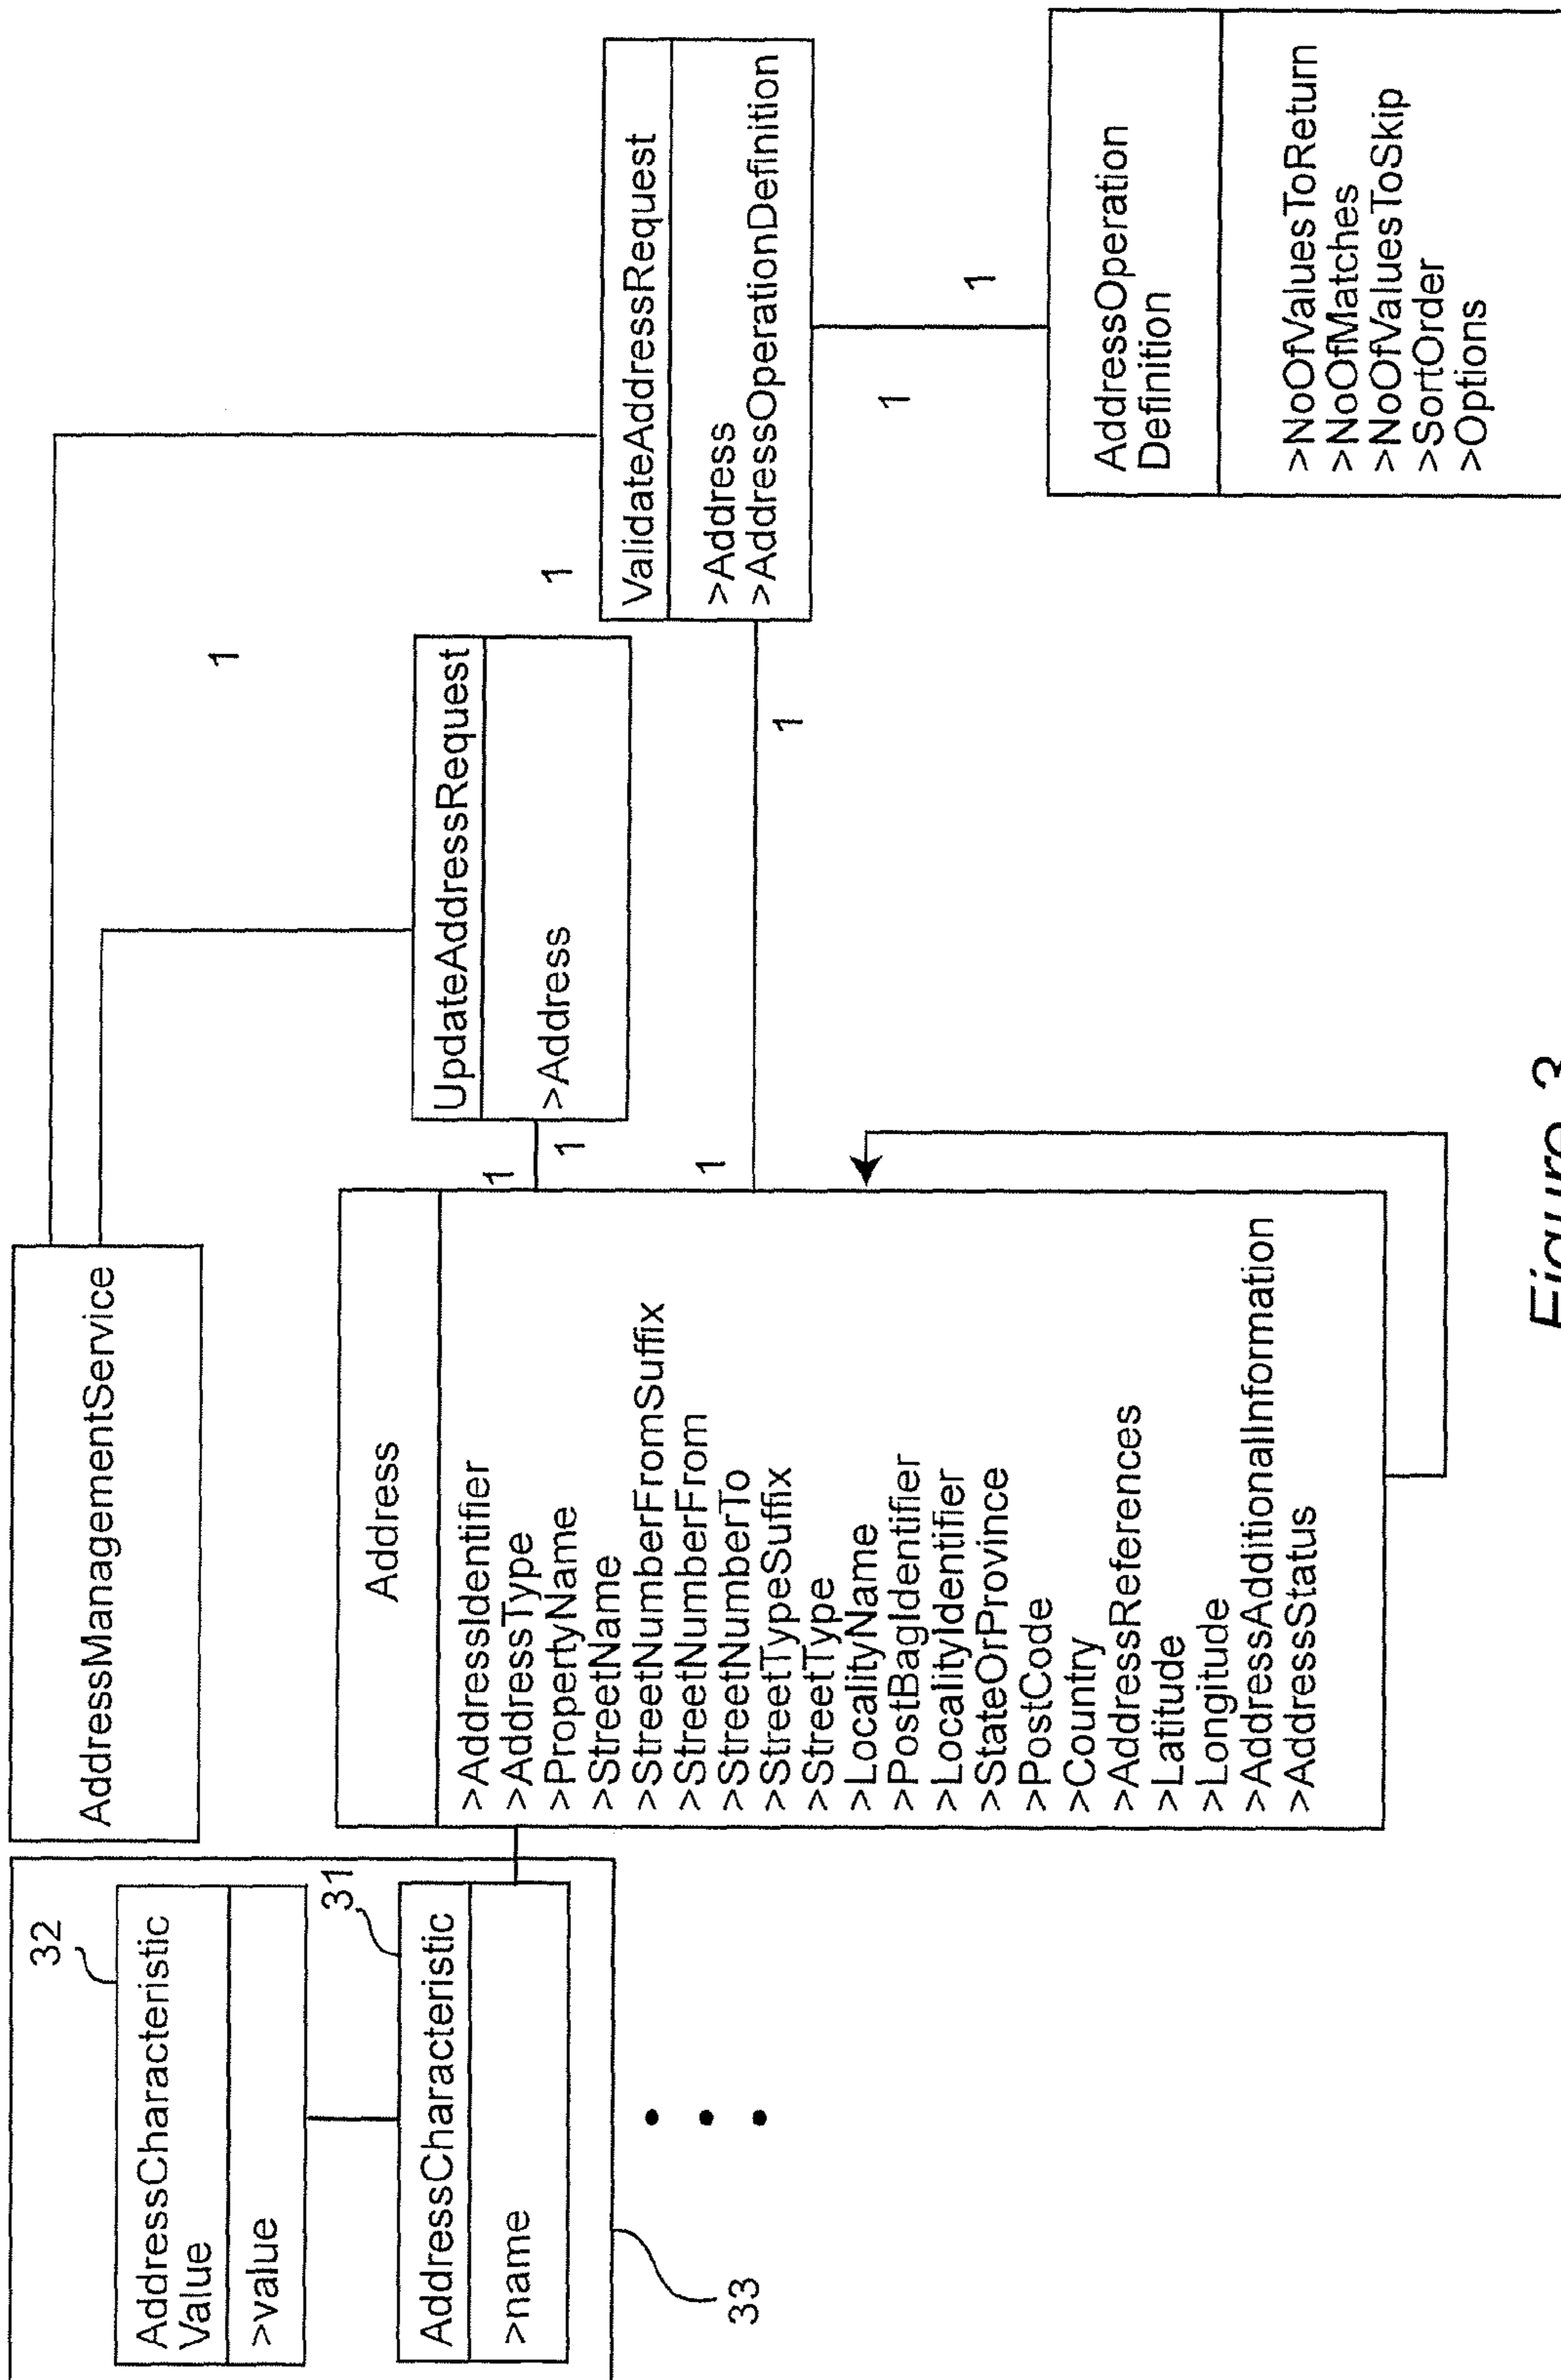 32
AddressCharacteristic
Value
>value
31
AddressCharacteristic
>name
33
AddressManagementService
Address
>AddressIdentifier
>AddressType
>PropertyName
>StreetName
>StreetNumberFromSuffix
>StreetNumberFrom
>StreetNumberTo
>StreetTypeSuffix
>StreetType
>LocalityName
>PostBagIdentifier
>LocalityIdentifier
>StateOrProvince
>PostCode
>Country
>AddressReferences
>Latitude
>Longitude
>AddressAdditionalInformation
>AddressStatus
1
1
1
UpdateAddressRequest
>Address
1
1
1
ValidateAddressRequest
>Address
>AddressOperationDefinition
1
1
AddressOperation
Definition
>NoOfValuesToReturn
>NoOfMatches
>NoOfValuesToSkip
>SortOrder
>Options
Figure 3